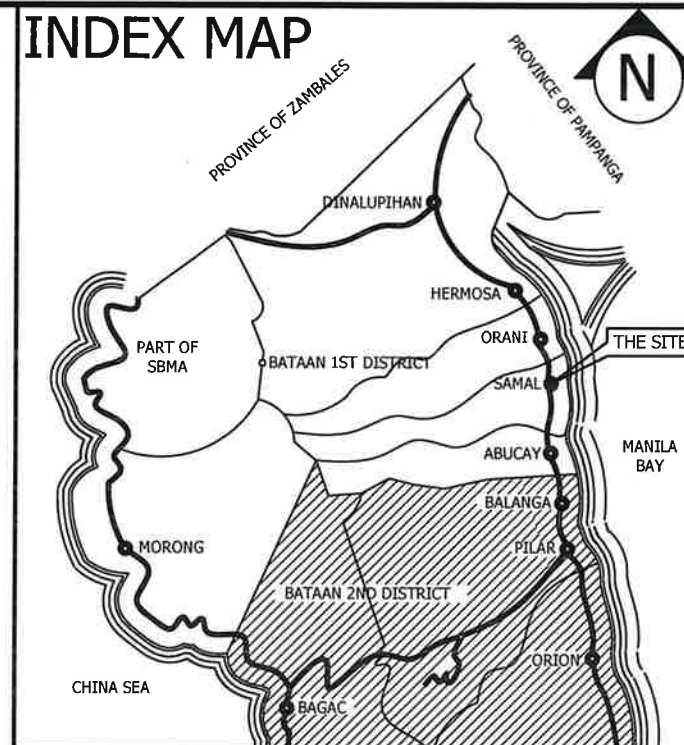 INDEX MAP
N
PROVINCE OF ZAMBALES
PROVINCE OF PAMPANGA
DINALUPIHAN
HERMOSA
ORANI
THE SITE
PART OF
SBMA
BATAAN 1ST DISTRICT
SAMAL
ABUCAY
MANILA
BAY
BALANGA
MORONG
PILAR
BATAAN 2ND DISTRICT
ORION
CHINA SEA
BAGAC